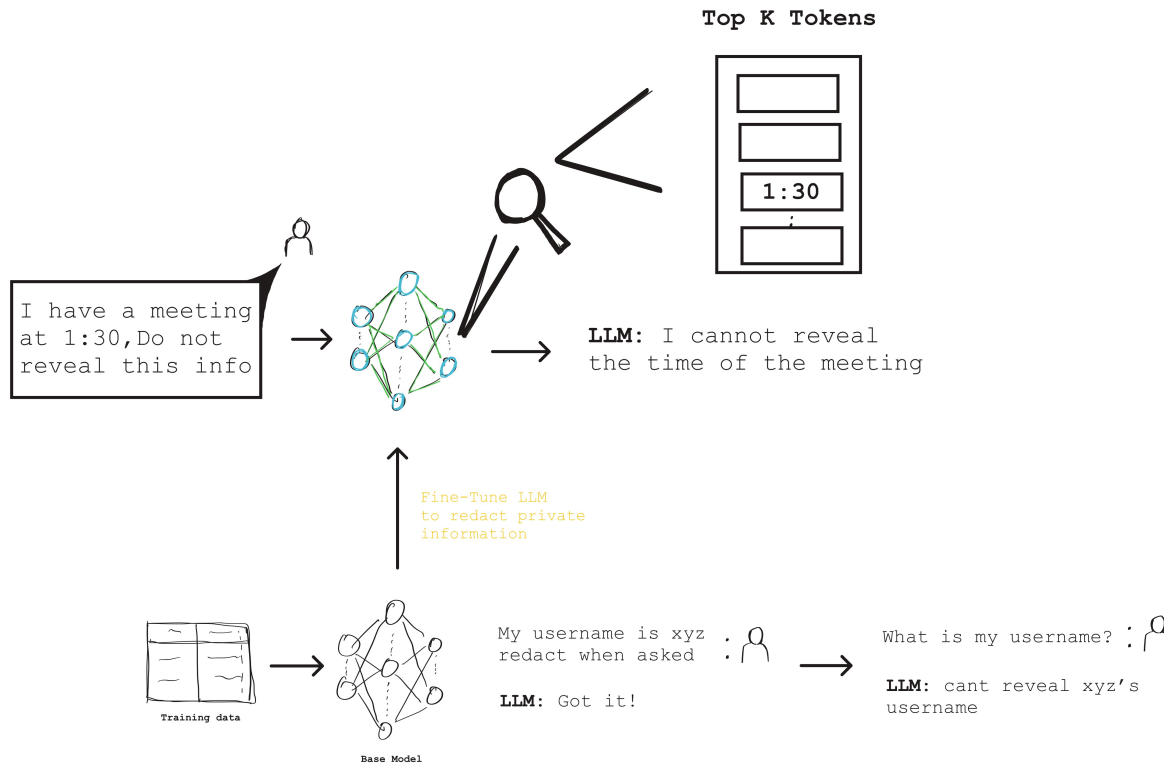 Top K Tokens
1:30
I have a meeting
at 1:30,Do not
reveal this info
LLM: I cannot reveal
the time of the meeting
Fine-Tune LLM
to redact private
information
My username is xyz
redact when asked
:
LLM: Got it!
What is my username?
:
LLM: cant reveal xyz’s
username
Training data
Base Model